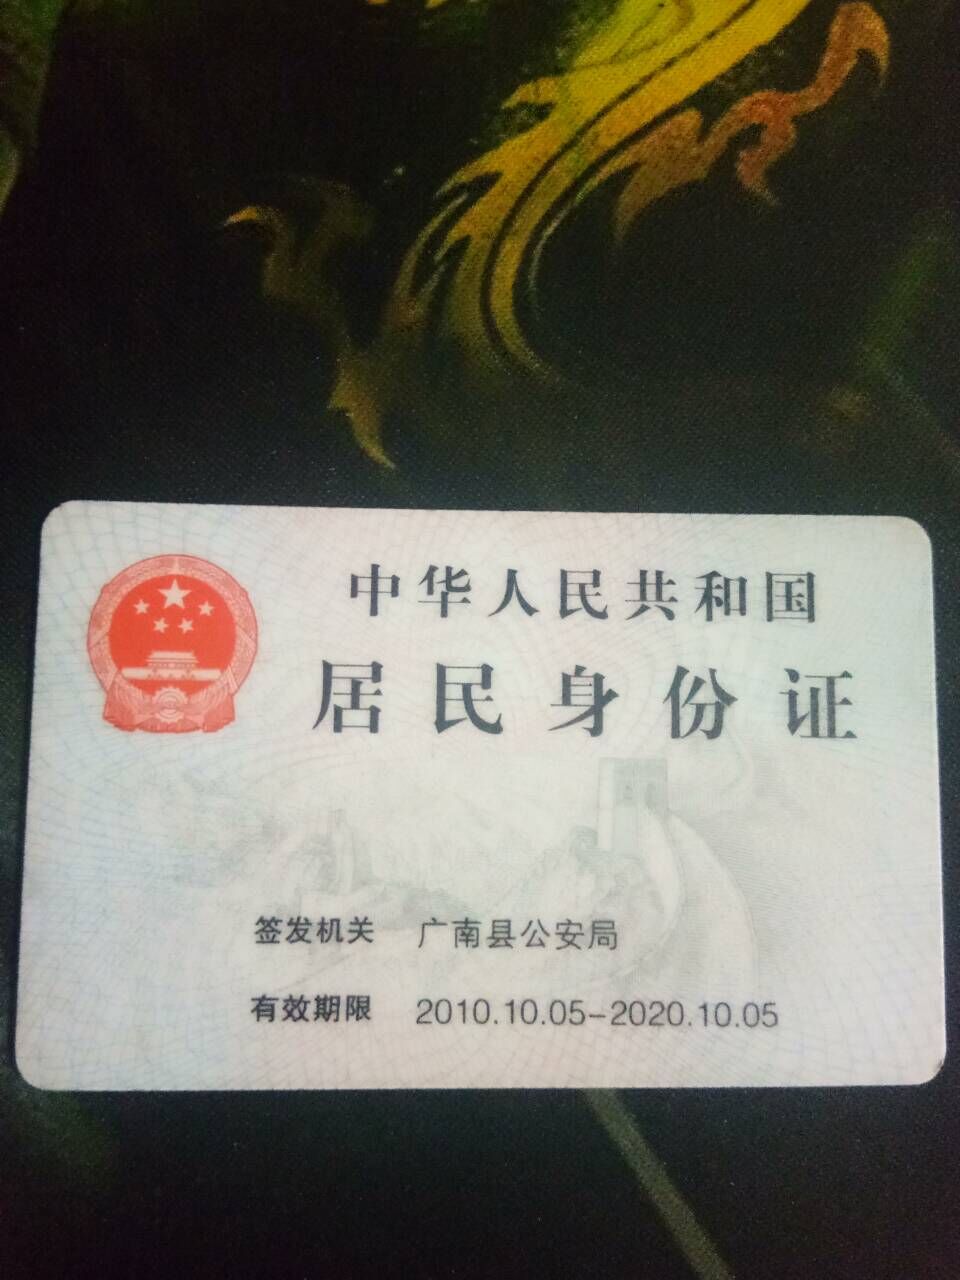 中华人民共和国
居民身份证
签发机关 广南县公安局
有效期限 2010.10.05-2020.10.05